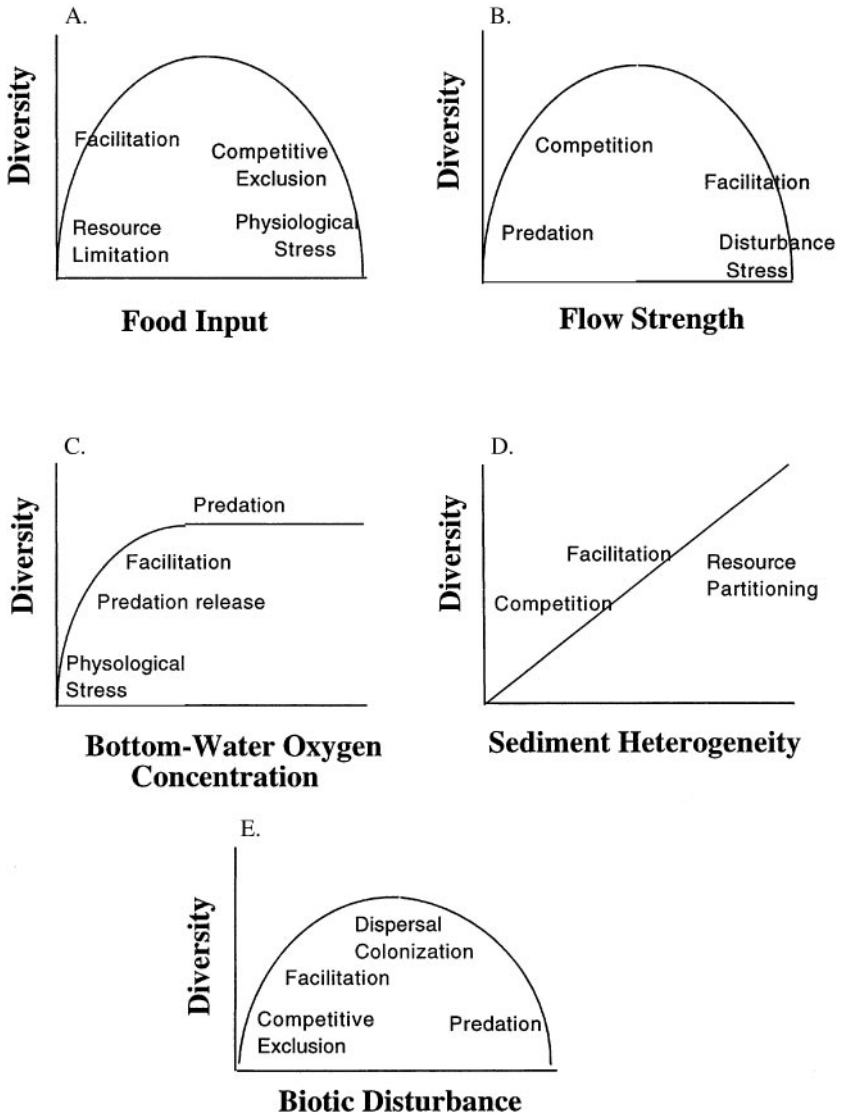 A.
Diversity
Facilitation
Competitive
Exclusion
Resource
Limitation
Physiological
Stress
Food Input
B.
Diversity
Competition
Facilitation
Predation
Disturbance
Stress
Flow Strength
C.
Diversity
Predation
Facilitation
Predation release
Physological
Stress
Bottom-Water Oxygen
Concentration
D.
Diversity
Facilitation
Resource
Partitioning
Competition
Sediment Heterogeneity
E.
Diversity
Dispersal
Colonization
Facilitation
Competitive
Exclusion
Predation
Biotic Disturbance